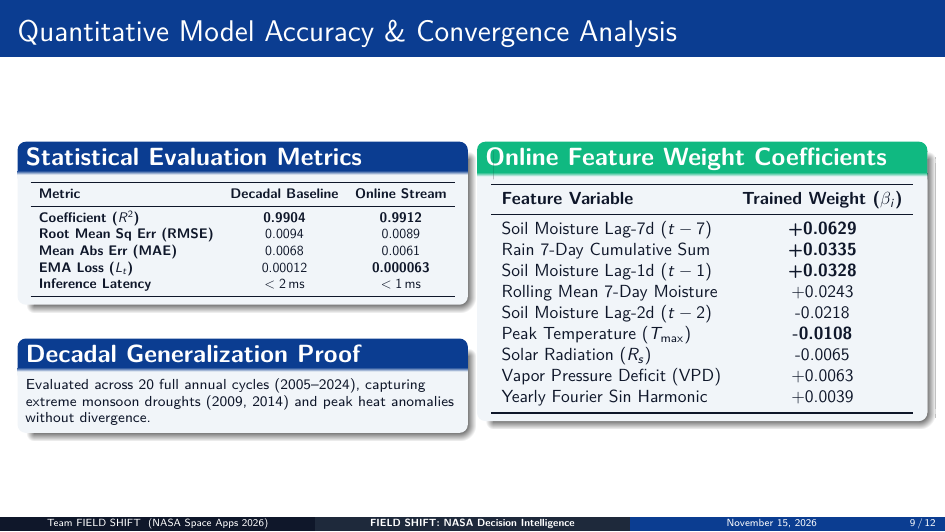 Quantitative Model Accuracy & Convergence Analysis
Statistical Evaluation Metrics
Metric Decadal Baseline Online Stream
Coefficient (R²) 0.9904 0.9912
Root Mean Sq Err (RMSE) 0.0094 0.0089
Mean Abs Err (MAE) 0.0068 0.0061
EMA Loss (Lₜ) 0.00012 0.000063
Inference Latency < 2 ms < 1 ms
Decadal Generalization Proof
Evaluated across 20 full annual cycles (2005–2024), capturing
extreme monsoon droughts (2009, 2014) and peak heat anomalies
without divergence.
Online Feature Weight Coefficients
Feature Variable Trained Weight (βᵢ)
Soil Moisture Lag-7d (t − 7) +0.0629
Rain 7-Day Cumulative Sum +0.0335
Soil Moisture Lag-1d (t − 1) +0.0328
Rolling Mean 7-Day Moisture +0.0243
Soil Moisture Lag-2d (t − 2) -0.0218
Peak Temperature (Tmax) -0.0108
Solar Radiation (Rₛ) -0.0065
Vapor Pressure Deficit (VPD) +0.0063
Yearly Fourier Sin Harmonic +0.0039
Team FIELD SHIFT (NASA Space Apps 2026) FIELD SHIFT: NASA Decision Intelligence November 15, 2026 9 / 12